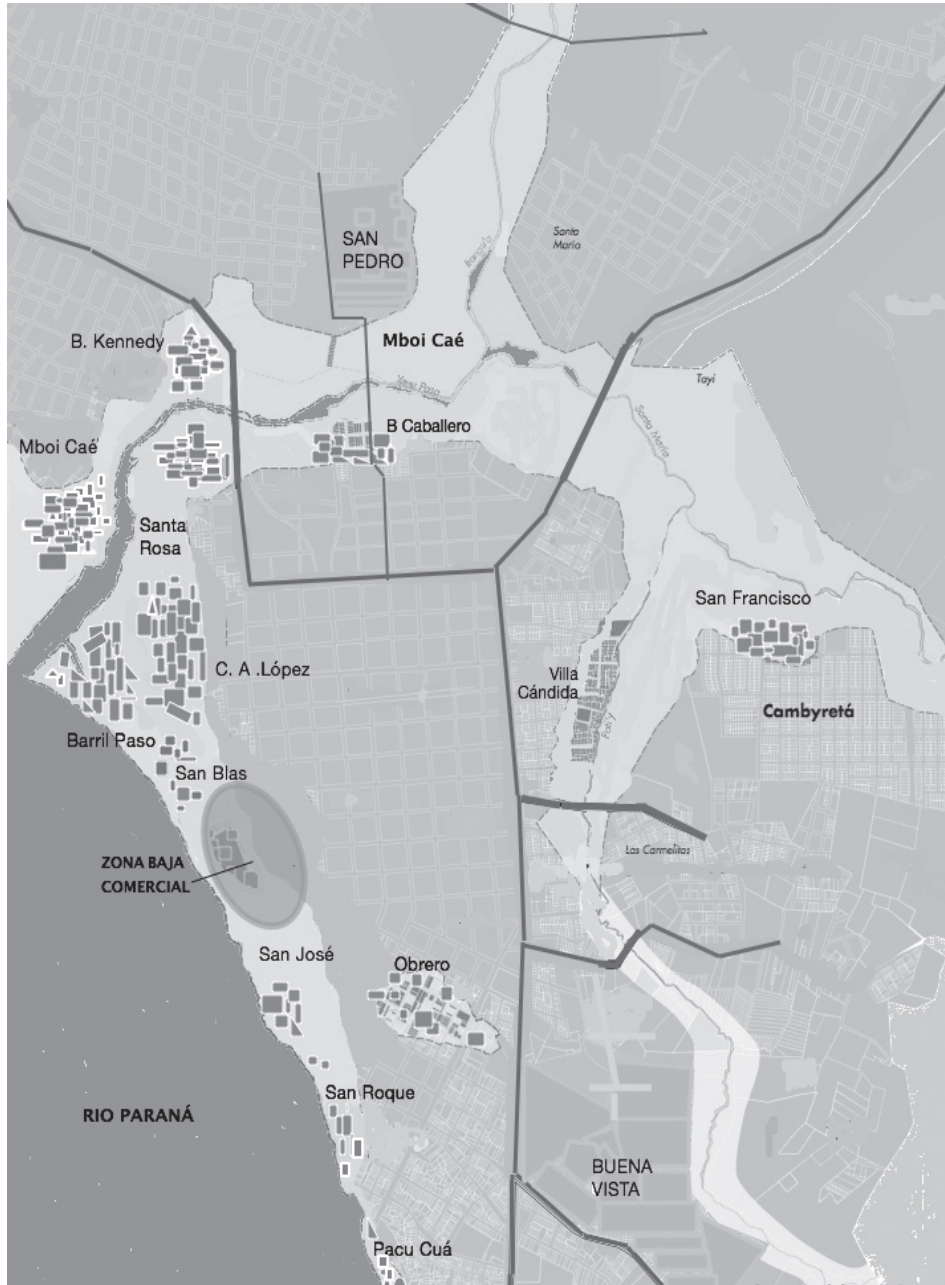 SAN
PEDRO
Santa
María
B. Kennedy
Mboi Caé
Tayi
Santa María
B Caballero
Mboi Caé
Santa
Rosa
San Francisco
C. A .López
Villa
Cándida
Cambyretá
Barril Paso
San Blas
Las Carmelitas
ZONA BAJA
COMERCIAL
San José
Obrero
San Roque
RIO PARANÁ
BUENA
VISTA
Pacu Cuá